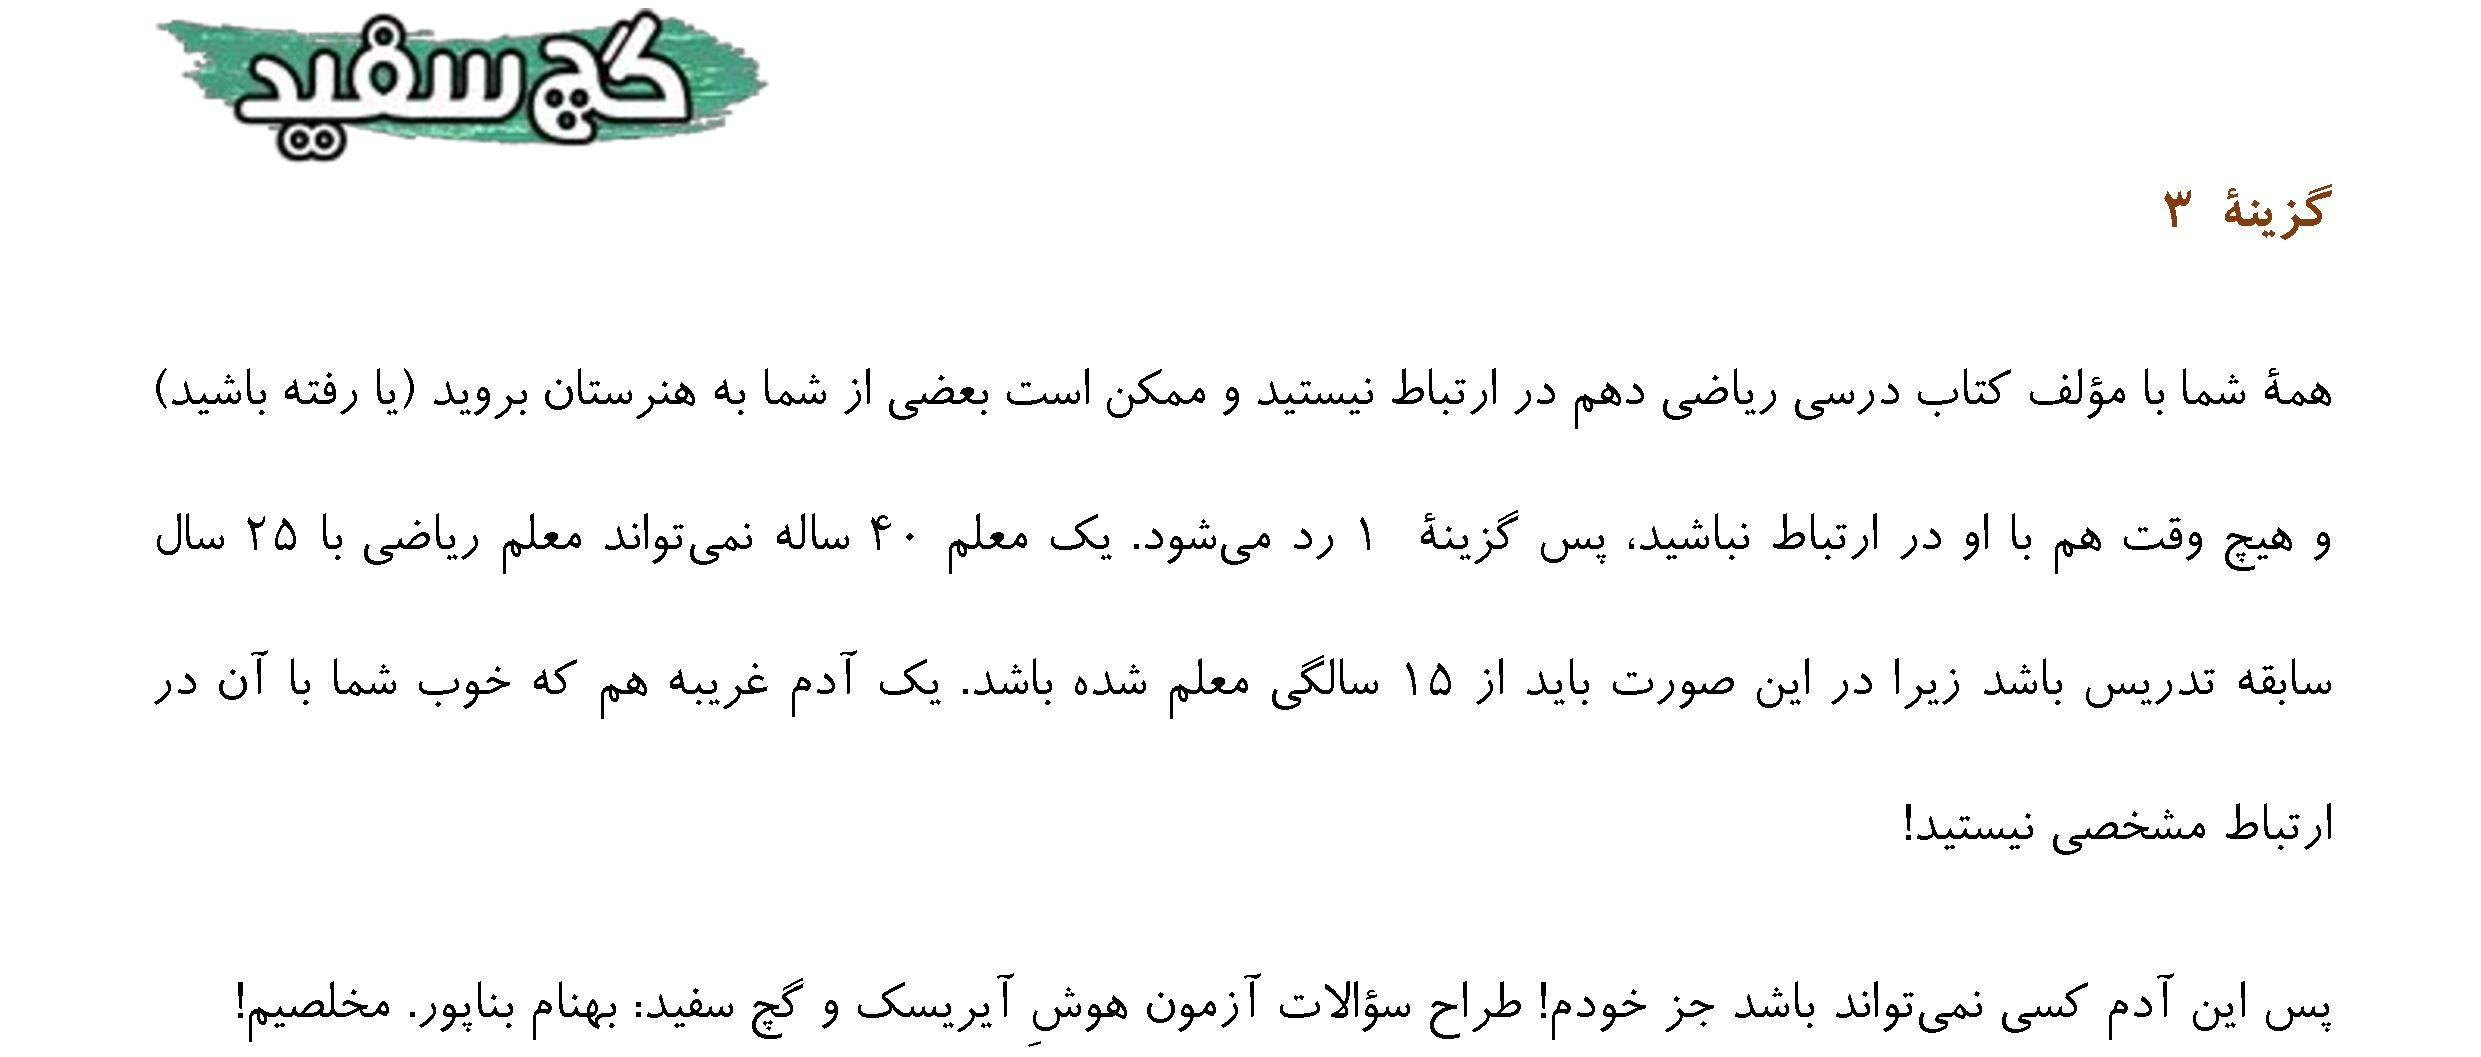 گچ سفید
گزینهٔ ۳
همهٔ شما با مؤلف کتاب درسی ریاضی دهم در ارتباط نیستید و ممکن است بعضی از شما به هنرستان بروید (یا رفته باشید)
و هیچ وقت هم با او در ارتباط نباشید، پس گزینهٔ ۱ رد می‌شود. یک معلم ۴۰ ساله نمی‌تواند معلم ریاضی با ۲۵ سال
سابقه تدریس باشد زیرا در این صورت باید از ۱۵ سالگی معلم شده باشد. یک آدم غریبه هم که خوب شما با آن در
ارتباط مشخصی نیستید!
پس این آدم کسی نمی‌تواند باشد جز خودم! طراح سؤالات آزمون هوشِ آیریسک و گچ سفید: بهنام بناپور. مخلصیم!